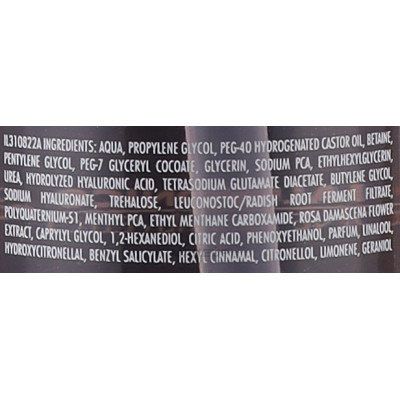 IL310822A INGREDIENTS: AQUA, PROPYLENE GLYCOL, PEG-40 HYDROGENATED CASTOR OIL, BETAINE,
PENTYLENE GLYCOL, PEG-7 GLYCERYL COCOATE, GLYCERIN, SODIUM PCA, ETHYLHEXYLGLYCERIN,
UREA, HYDROLYZED HYALURONIC ACID, TETRASODIUM GLUTAMATE DIACETATE, BUTYLENE GLYCOL,
SODIUM HYALURONATE, TREHALOSE, LEUCONOSTOC/RADISH ROOT FERMENT FILTRATE,
POLYQUATERNIUM-51, MENTHYL PCA, ETHYL MENTHANE CARBOXAMIDE, ROSA DAMASCENA FLOWER
EXTRACT, CAPRYLYL GLYCOL, 1,2-HEXANEDIOL, CITRIC ACID, PHENOXYETHANOL, PARFUM, LINALOOL,
HYDROXYCITRONELLAL, BENZYL SALICYLATE, HEXYL CINNAMAL, CITRONELLOL, LIMONENE, GERANIOL